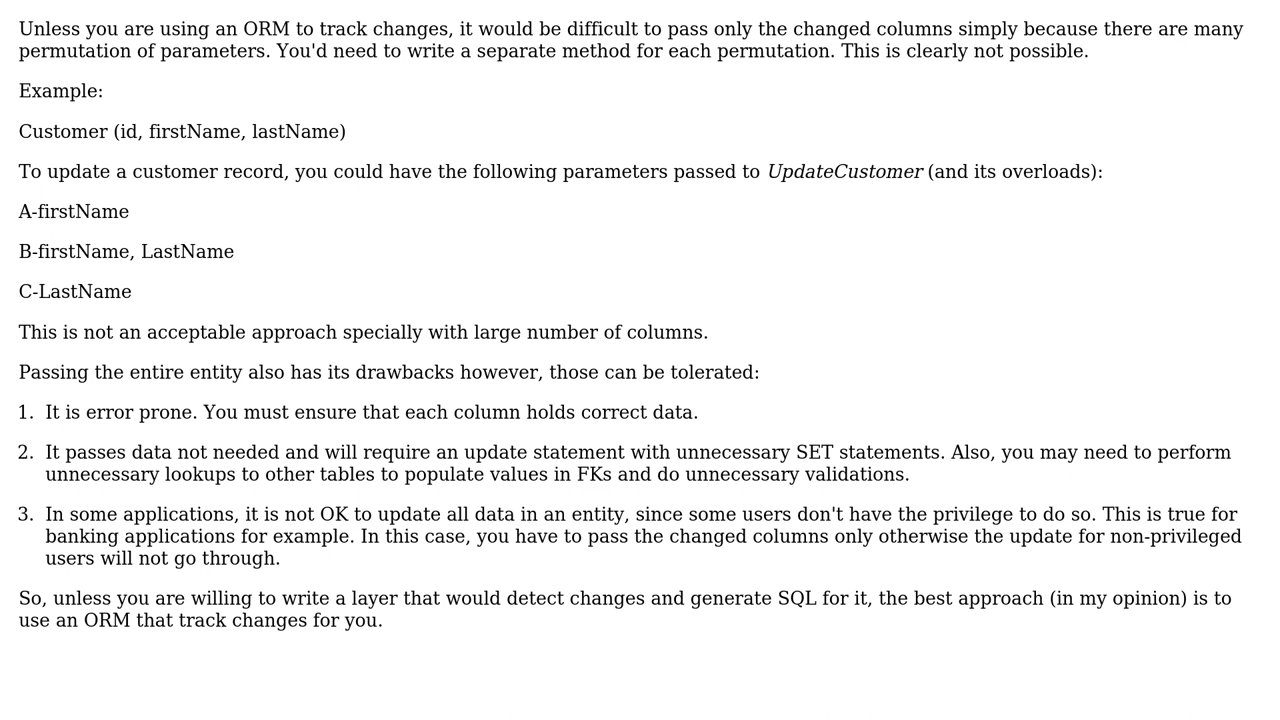 Unless you are using an ORM to track changes, it would be difficult to pass only the changed columns simply because there are many
permutation of parameters. You'd need to write a separate method for each permutation. This is clearly not possible.
Example:
Customer (id, firstName, lastName)
To update a customer record, you could have the following parameters passed to UpdateCustomer (and its overloads):
A-firstName
B-firstName, LastName
C-LastName
This is not an acceptable approach specially with large number of columns.
Passing the entire entity also has its drawbacks however, those can be tolerated:
1. It is error prone. You must ensure that each column holds correct data.
2. It passes data not needed and will require an update statement with unnecessary SET statements. Also, you may need to perform
unnecessary lookups to other tables to populate values in FKs and do unnecessary validations.
3. In some applications, it is not OK to update all data in an entity, since some users don't have the privilege to do so. This is true for
banking applications for example. In this case, you have to pass the changed columns only otherwise the update for non-privileged
users will not go through.
So, unless you are willing to write a layer that would detect changes and generate SQL for it, the best approach (in my opinion) is to
use an ORM that track changes for you.